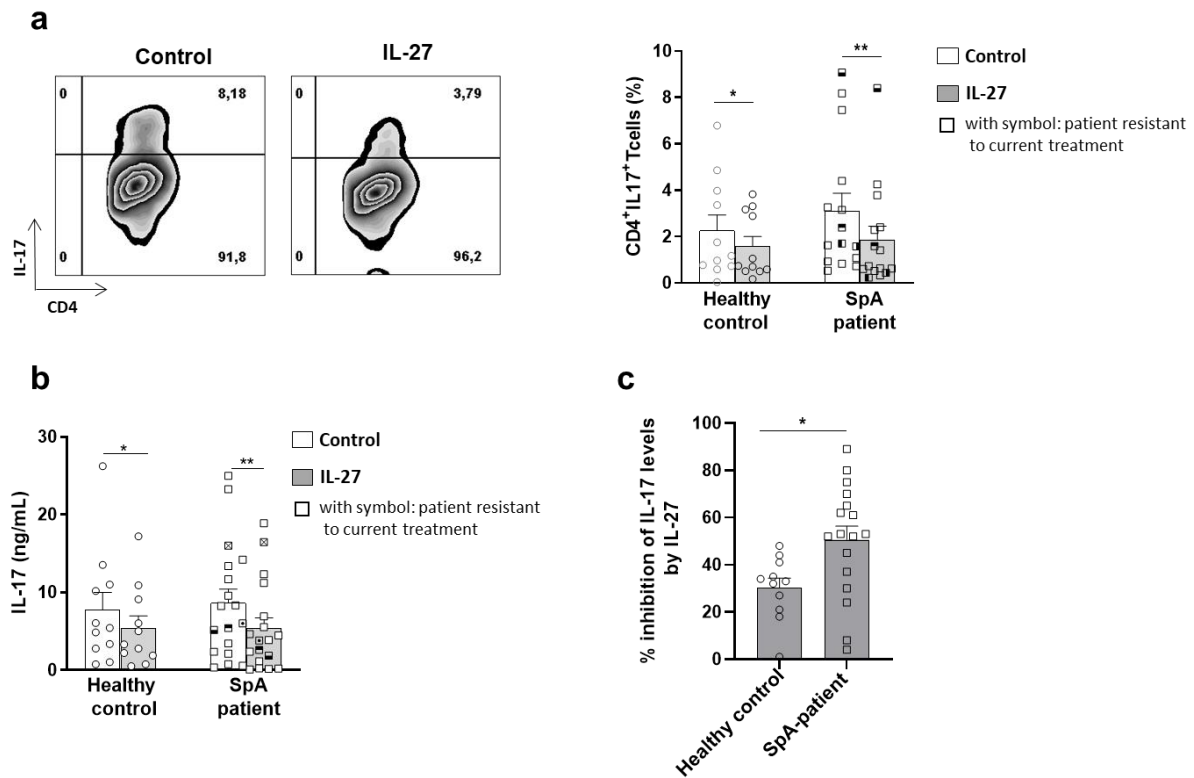 a
Control
IL-27
0
8,18
0
91,8
0
3,79
0
96,2
IL-17
CD4
CD4+IL17+Tcells (%)
10
8
6
4
2
0
*
**
Healthy
control
SpA
patient
Control
IL-27
with symbol: patient resistant
to current treatment
b
IL-17 (ng/mL)
30
20
10
0
*
**
Healthy
control
SpA
patient
Control
IL-27
with symbol: patient resistant
to current treatment
c
% inhibition of IL-17 levels
by IL-27
100
80
60
40
20
0
*
Healthy control
SpA-patient